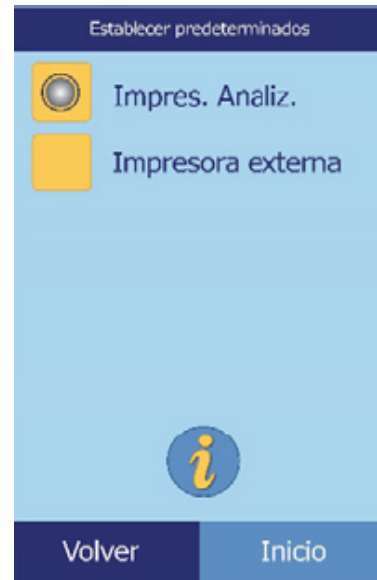 Establecer predeterminados
Impres. Analiz.
Impresora externa
i
Volver
Inicio